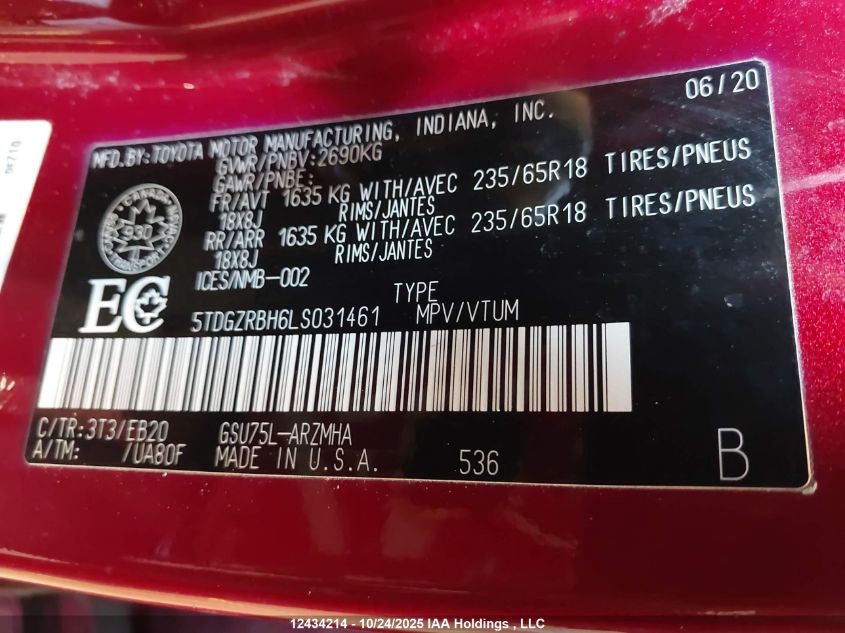 06/20
MFD.BY:TOYOTA MOTOR MANUFACTURING, INDIANA, INC.
GVWR/PNBV:2690KG
GAWR/PNBE:
FR/AVT 1635 KG WITH/AVEC 235/65R18 TIRES/PNEUS
18X8J RIMS/JANTES
RR/ARR 1635 KG WITH/AVEC 235/65R18 TIRES/PNEUS
18X8J RIMS/JANTES
ICES/NMB-002
EC
TYPE
5TDGZRBH6LS031461 MPV/VTUM
C/TR:3T3/EB20 GSU75L-ARZMHA
A/TM: /UA80F MADE IN U.S.A. 536 B
12434214 - 10/24/2025 IAA Holdings , LLC